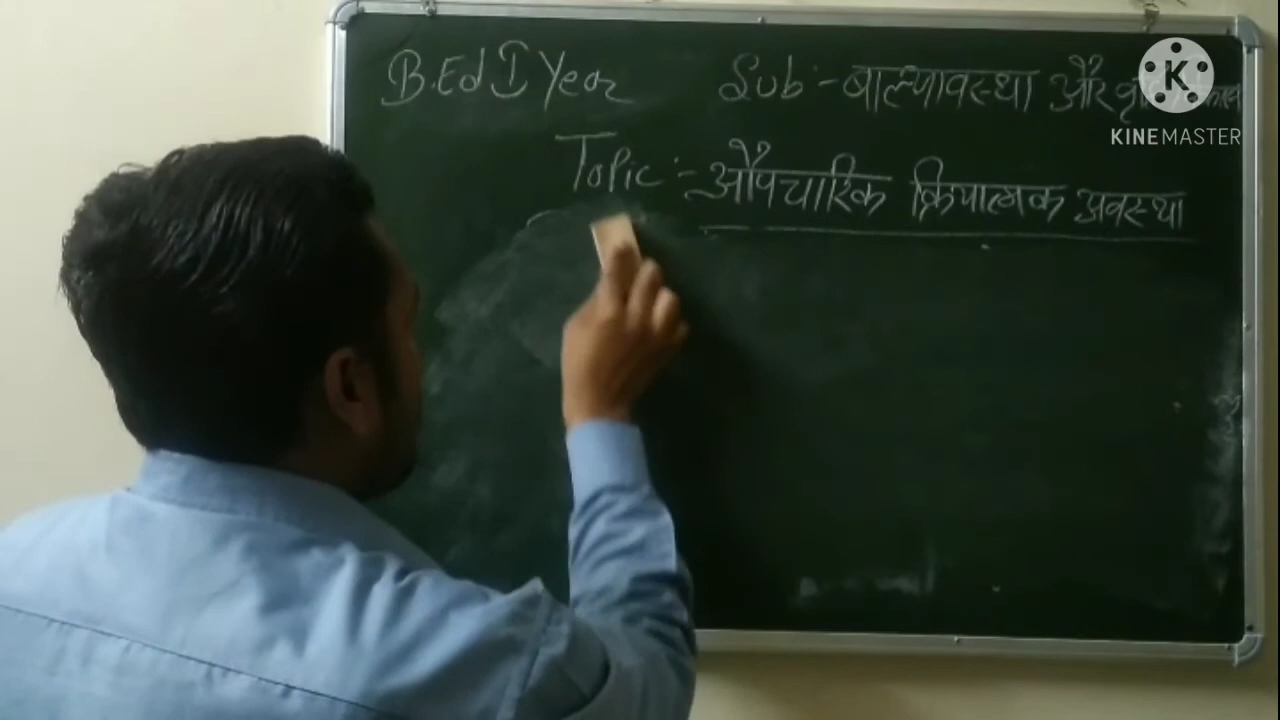 B.Ed I Year Sub:- बाल्यावस्था और
Topic:- औपचारिक क्रियात्मक अवस्था
K
KINEMASTER